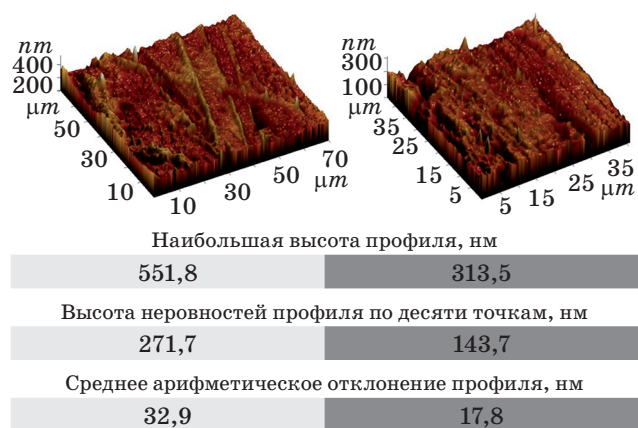 nm
400
200
μm
50
30
10
10
30
50
70
μm
nm
300
100
μm
35
25
15
5
5
15
25
35
μm
Наибольшая высота профиля, нм
551,8 313,5
Высота неровностей профиля по десяти точкам, нм
271,7 143,7
Среднее арифметическое отклонение профиля, нм
32,9 17,8